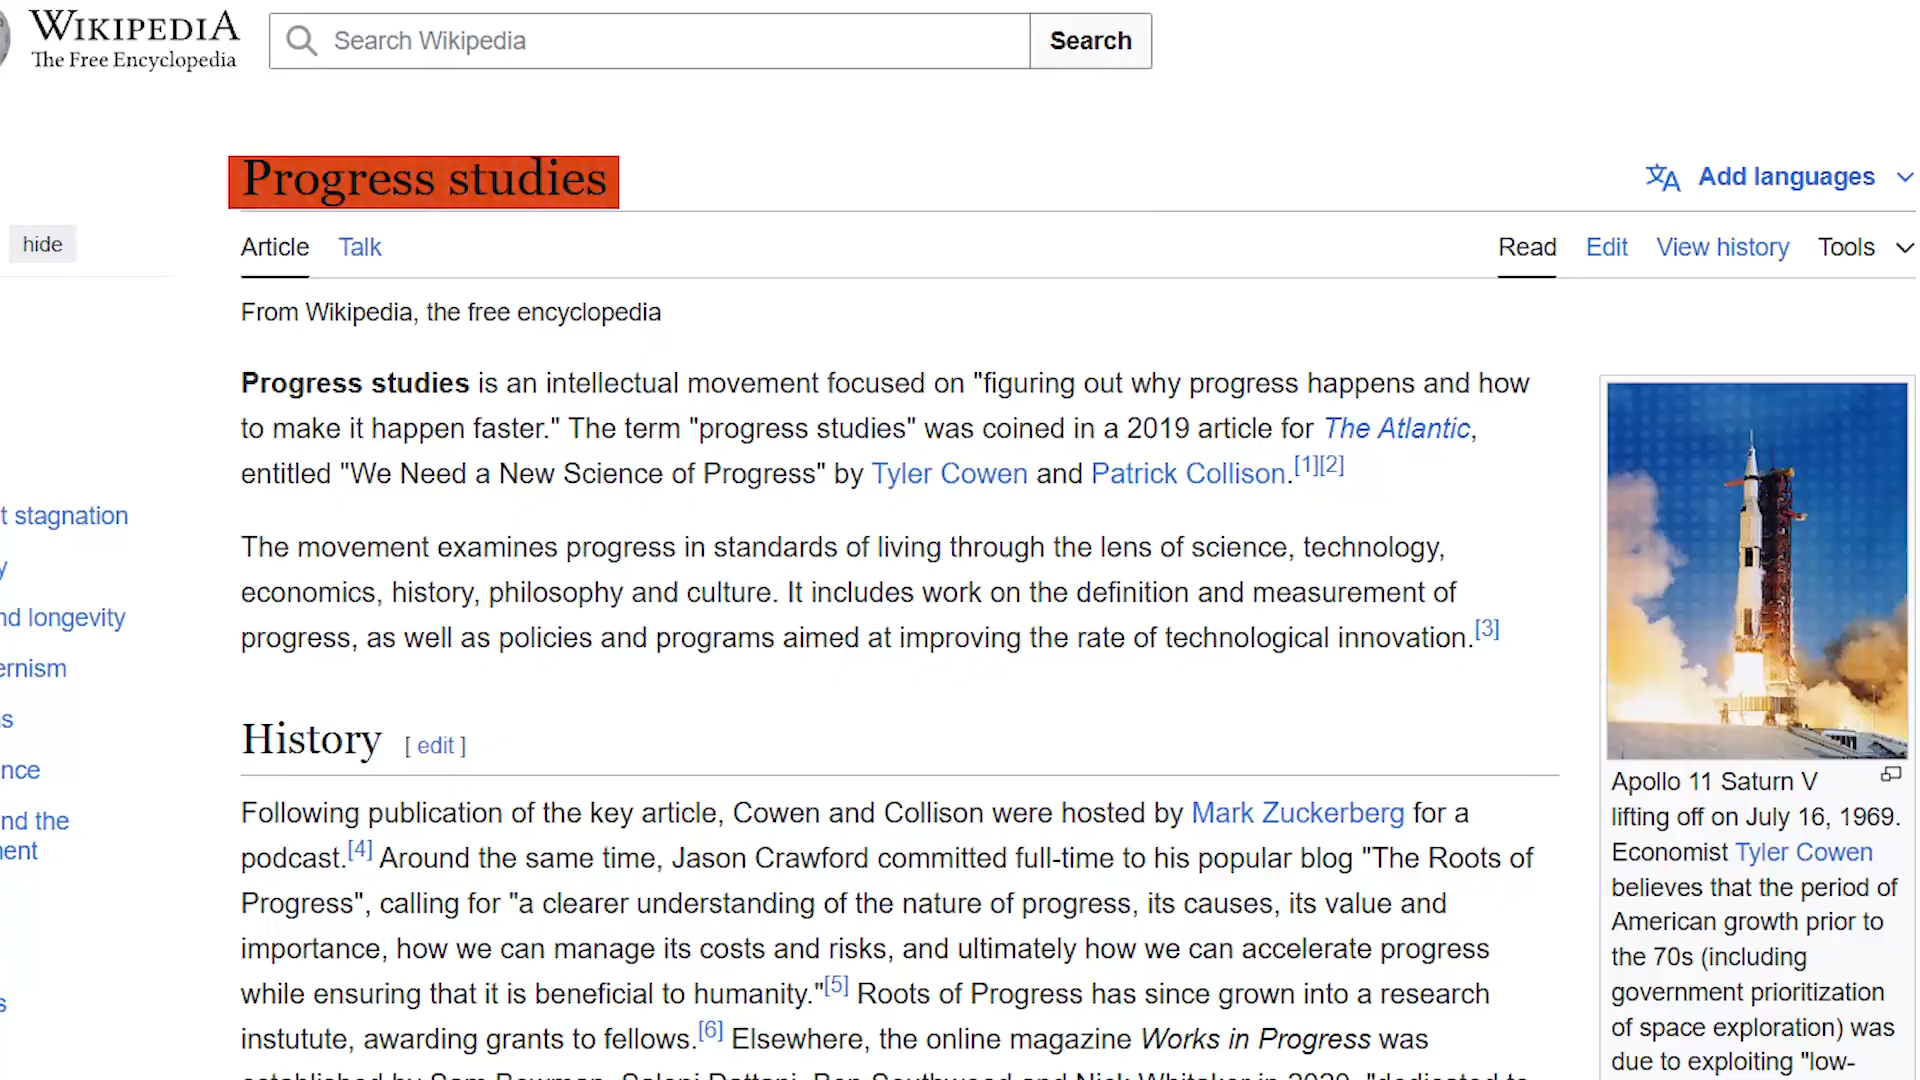 WIKIPEDIA
The Free Encyclopedia
Search Wikipedia
Search
Progress studies
Add languages
hide
Article
Talk
Read
Edit
View history
Tools
From Wikipedia, the free encyclopedia
Progress studies is an intellectual movement focused on "figuring out why progress happens and how
to make it happen faster." The term "progress studies" was coined in a 2019 article for The Atlantic,
entitled "We Need a New Science of Progress" by Tyler Cowen and Patrick Collison.[1][2]
The movement examines progress in standards of living through the lens of science, technology,
economics, history, philosophy and culture. It includes work on the definition and measurement of
progress, as well as policies and programs aimed at improving the rate of technological innovation.[3]
t stagnation
y
nd longevity
ernism
s
nce
nd the
ent
s
History [ edit ]
Following publication of the key article, Cowen and Collison were hosted by Mark Zuckerberg for a
podcast.[4] Around the same time, Jason Crawford committed full-time to his popular blog "The Roots of
Progress", calling for "a clearer understanding of the nature of progress, its causes, its value and
importance, how we can manage its costs and risks, and ultimately how we can accelerate progress
while ensuring that it is beneficial to humanity."[5] Roots of Progress has since grown into a research
instutute, awarding grants to fellows.[6] Elsewhere, the online magazine Works in Progress was
Apollo 11 Saturn V
lifting off on July 16, 1969.
Economist Tyler Cowen
believes that the period of
American growth prior to
the 70s (including
government prioritization
of space exploration) was
due to exploiting "low-